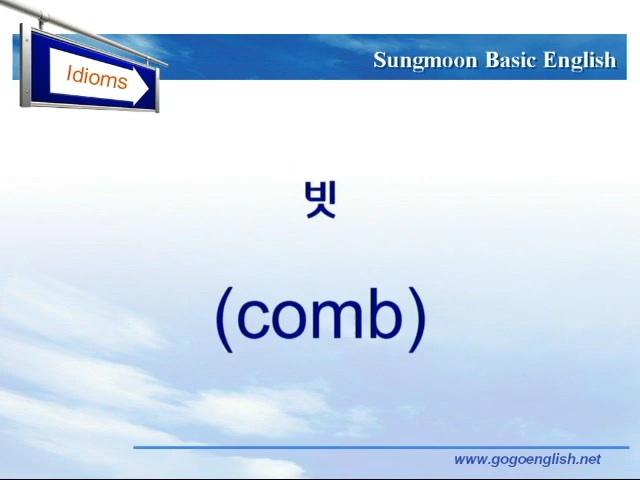 Idioms
Sungmoon Basic English
빗
(comb)
www.gogoenglish.net